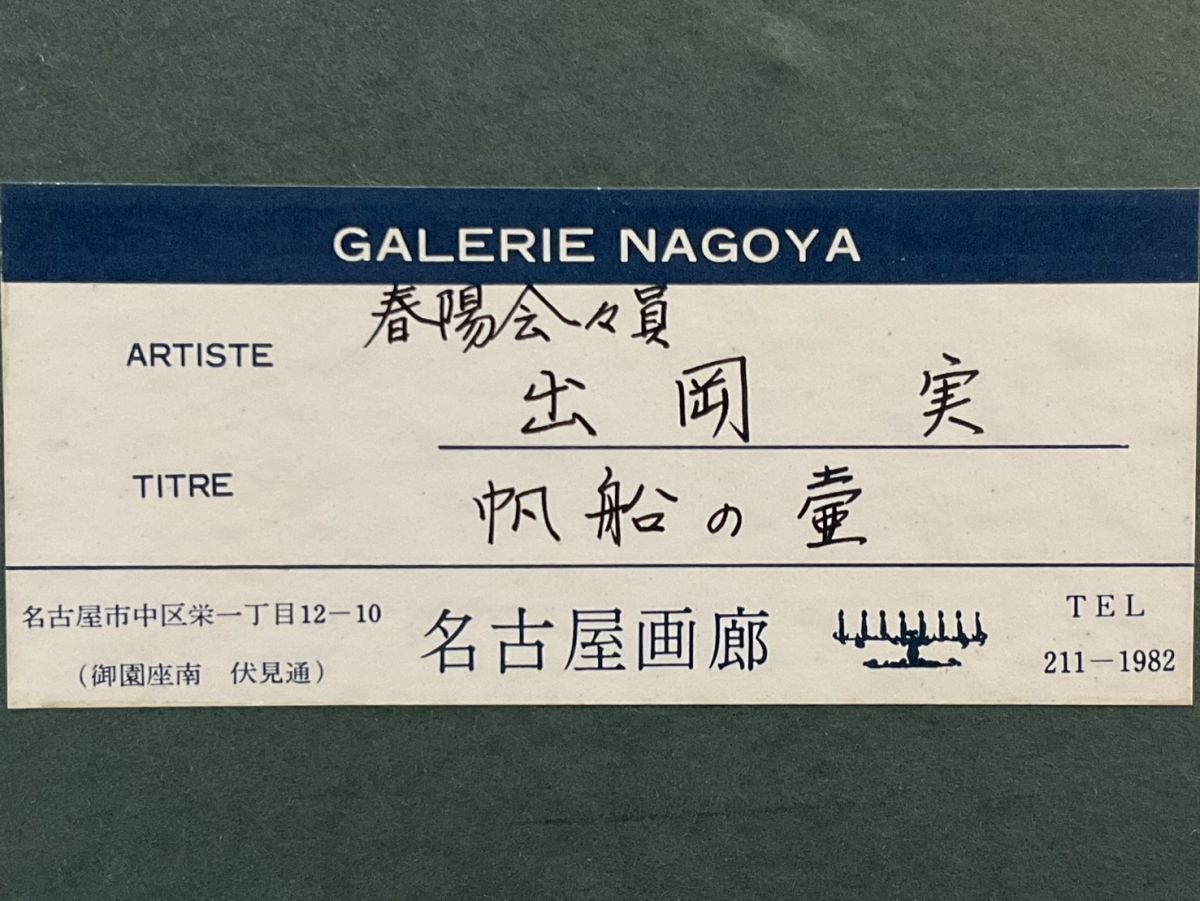 GALERIE NAGOYA
春陽会々員
ARTISTE 出岡 実
TITRE 帆船の壷
名古屋市中区栄一丁目12-10
(御園座南 伏見通)
名古屋画廊
TEL
211-1982